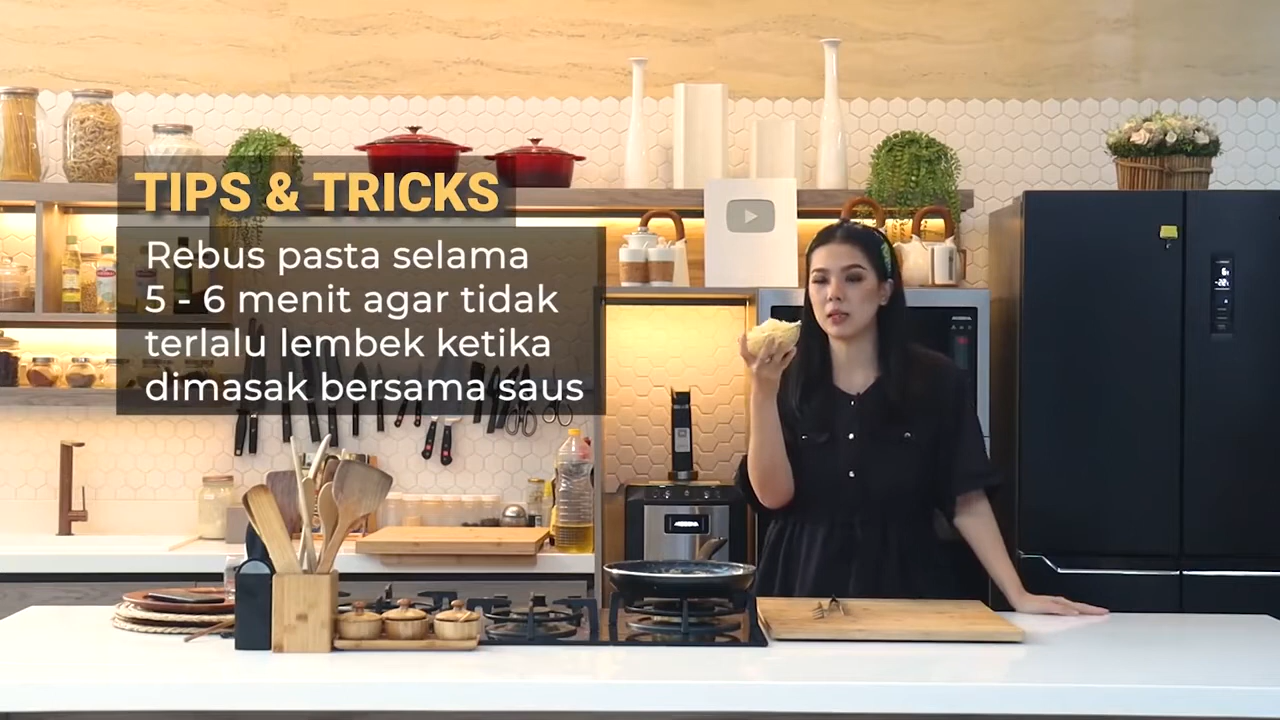 TIPS & TRICKS
Rebus pasta selama
5 - 6 menit agar tidak
terlalu lembek ketika
dimasak bersama saus